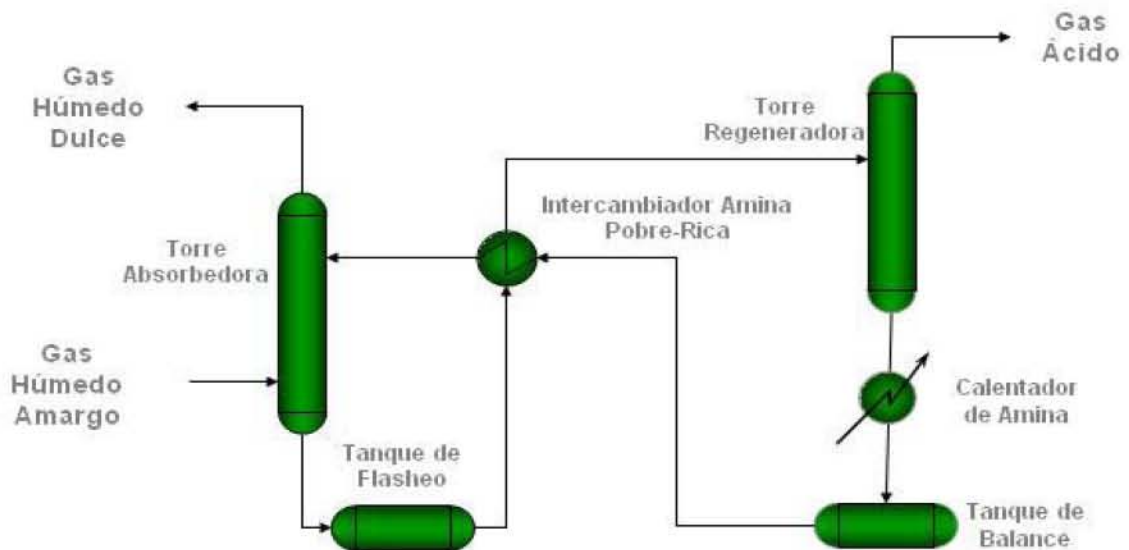 Gas
Húmedo
Dulce
Gas
Ácido
Torre
Regeneradora
Intercambiador Amina
Pobre-Rica
Torre
Absorbedora
Gas
Húmedo
Amargo
Calentador
de Amina
Tanque de
Flasheo
Tanque de
Balance